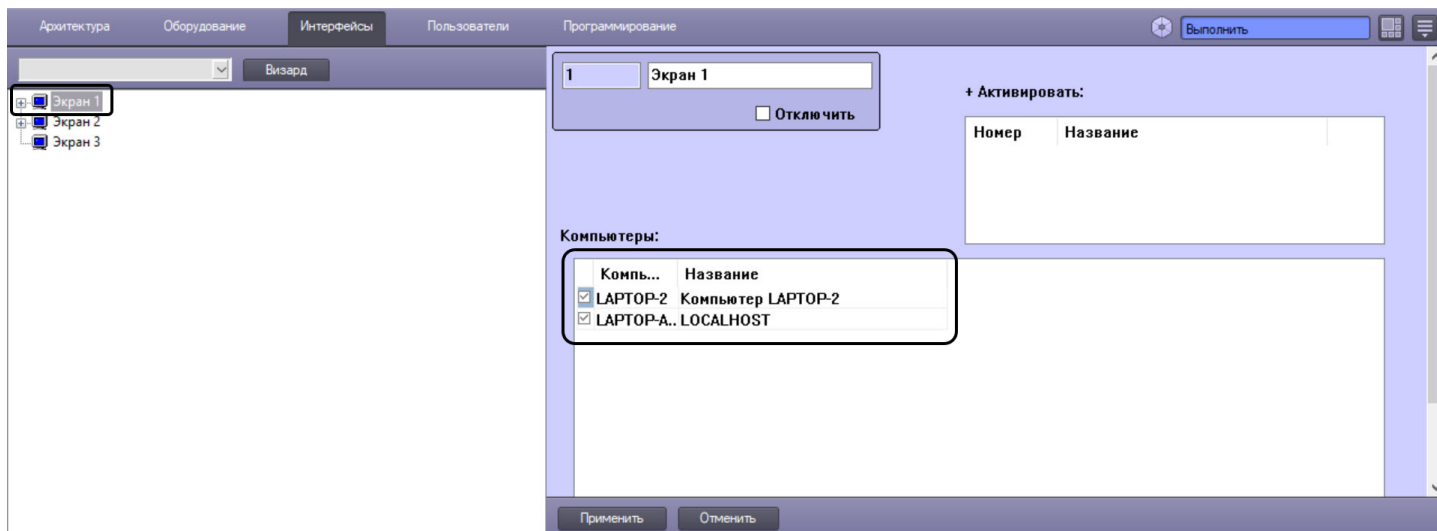 Архитектура Оборудование Интерфейсы Пользователи Программирование Выполнить
Визард
Экран 1
Экран 2
Экран 3
1 Экран 1
Отключить
+ Активировать:
Номер Название
Компьютеры:
Компь... Название
LAPTOP-2 Компьютер LAPTOP-2
LAPTOP-A.. LOCALHOST
Применить Отменить